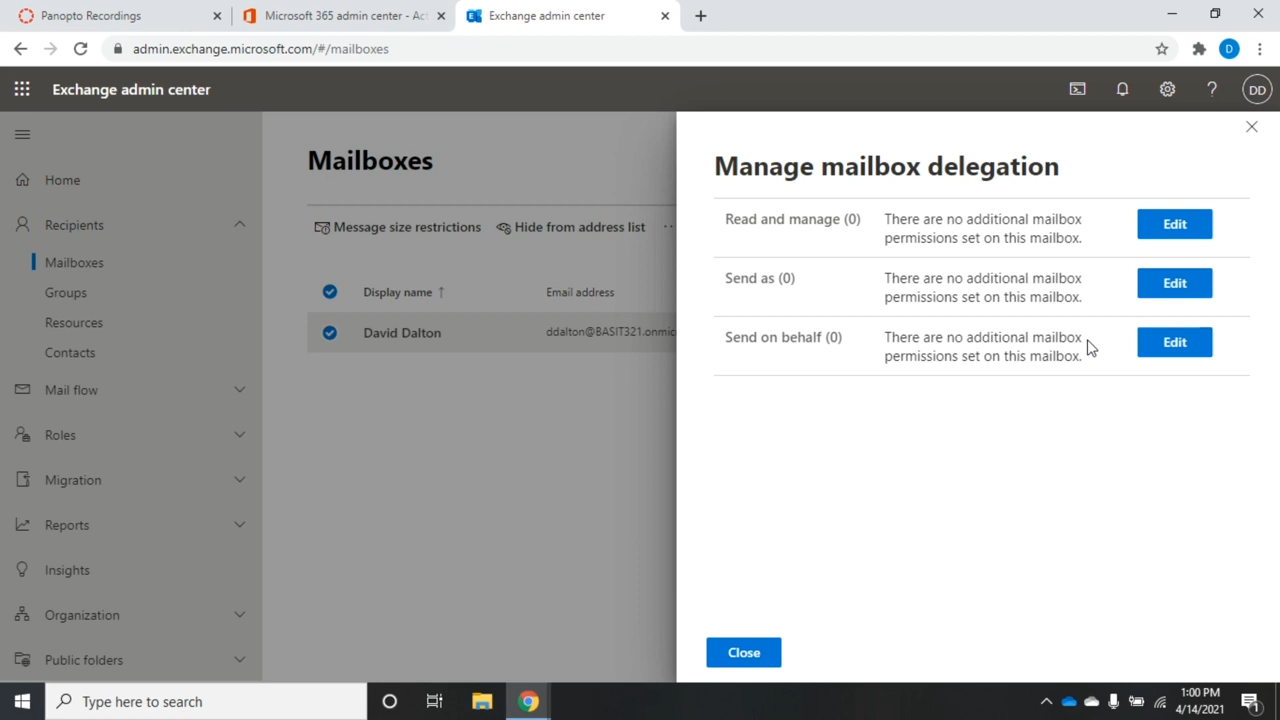 Panopto Recordings
Microsoft 365 admin center - Ac
Exchange admin center
admin.exchange.microsoft.com/#/mailboxes
D
Exchange admin center
DD
Home
Recipients
Mailboxes
Groups
Resources
Contacts
Mail flow
Roles
Migration
Reports
Insights
Organization
Public folders
Mailboxes
Message size restrictions
Hide from address list
Display name ↑
Email address
David Dalton
ddalton@BASIT321.onmic
Manage mailbox delegation
Read and manage (0)
There are no additional mailbox
permissions set on this mailbox.
Edit
Send as (0)
There are no additional mailbox
permissions set on this mailbox.
Edit
Send on behalf (0)
There are no additional mailbox
permissions set on this mailbox.
Edit
Close
Type here to search
1:00 PM
4/14/2021
1